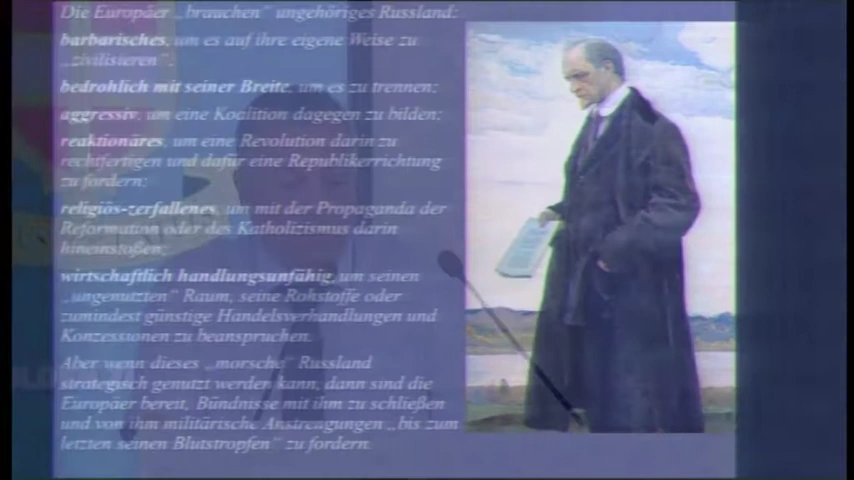 Die Europäer „brauchen“ ungehöriges Russland:
barbarisches, um es auf ihre eigene Weise zu
„zivilisieren“;
bedrohlich mit seiner Breite, um es zu trennen;
aggressiv, um eine Koalition dagegen zu bilden;
reaktionäres, um eine Revolution darin zu
rechtfertigen und dafür eine Republikerrichtung
zu fordern;
religiös-zerfallenes, um mit der Propaganda der
Reformation oder des Katholizismus darin
hineinstoßen;
wirtschaftlich handlungsunfähig, um seinen
„ungenutzten“ Raum, seine Rohstoffe oder
zumindest günstige Handelsverhandlungen und
Konzessionen zu beanspruchen.
Aber wenn dieses „morsche“ Russland
strategisch genutzt werden kann, dann sind die
Europäer bereit, Bündnisse mit ihm zu schließen
und von ihm militärische Anstrengungen „bis zum
letzten seinen Blutstropfen“ zu fordern.